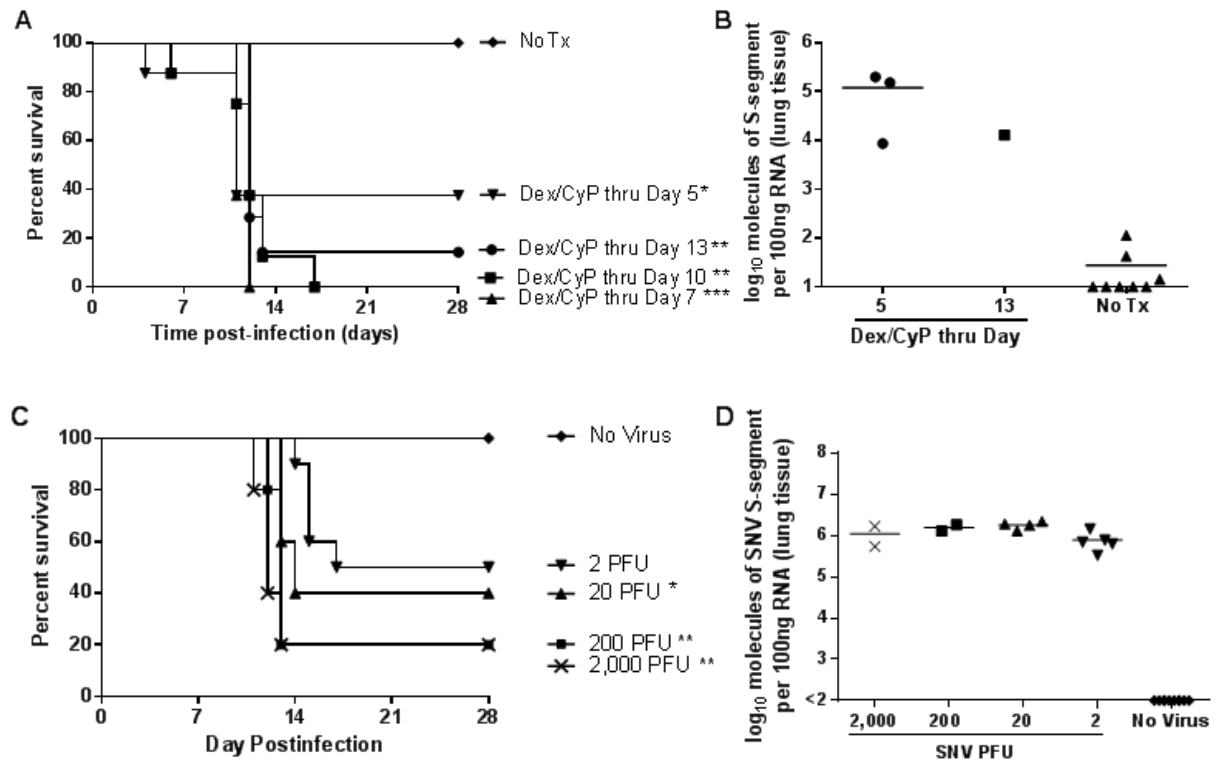 A
Percent survival
100
80
60
40
20
0
0 7 14 21 28
Time post-infection (days)
No Tx
Dex/CyP thru Day 5*
Dex/CyP thru Day 13**
Dex/CyP thru Day 10 **
Dex/CyP thru Day 7 ***
B
log10 molecules of S-segment
per 100ng RNA (lung tissue)
6
5
4
3
2
1
5 13 No Tx
Dex/CyP thru Day
C
Percent survival
100
80
60
40
20
0
0 7 14 21 28
Day Postinfection
No Virus
2 PFU
20 PFU *
200 PFU **
2,000 PFU **
D
log10 molecules of SNV S-segment
per 100ng RNA (lung tissue)
8
7
6
5
4
3
<2
2,000 200 20 2 No Virus
SNV PFU